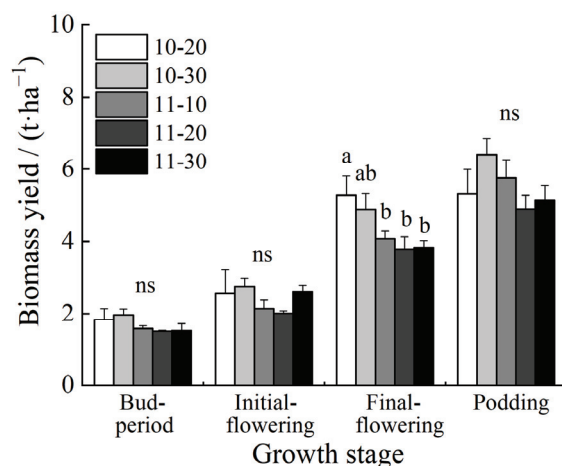 Biomass yield / (t·ha⁻¹)
10
8
6
4
2
0
10-20
10-30
11-10
11-20
11-30
ns
ns
a
ab
b
b
b
ns
Bud-
period
Initial-
flowering
Final-
flowering
Podding
Growth stage